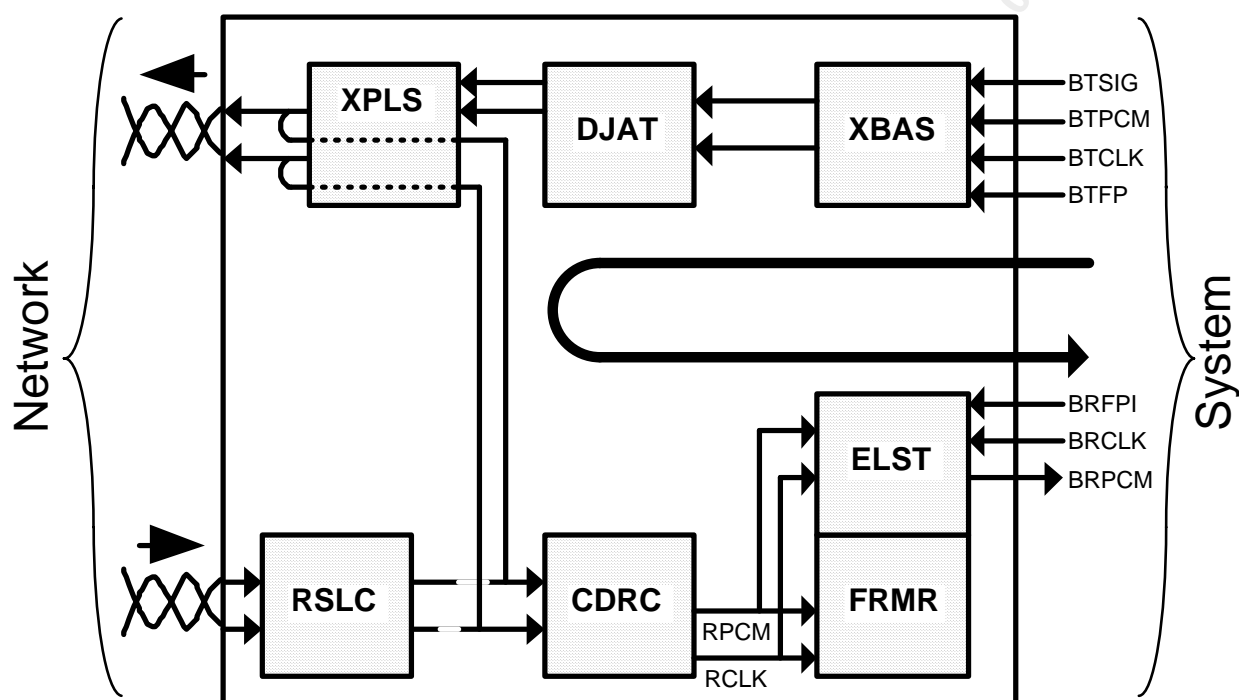 XPLS
DJAT
XBAS
BTSIG
BTPCM
BTCLK
BTFP
Network
System
ELST
BRFPI
BRCLK
BRPCM
RSLC
CDRC
FRMR
RPCM
RCLK